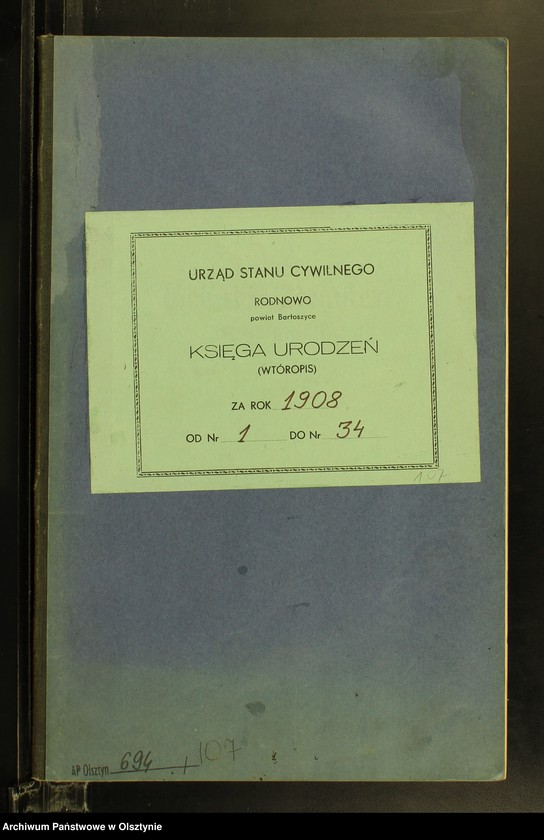 URZĄD STANU CYWILNEGO
RODNOWO
powiat Bartoszyce
KSIĘGA URODZEŃ
(WTÓROPIS)
ZA ROK 1908
OD Nr 1 DO Nr 34
107
AP Olsztyn 694 / 107
Archiwum Państwowe w Olsztynie